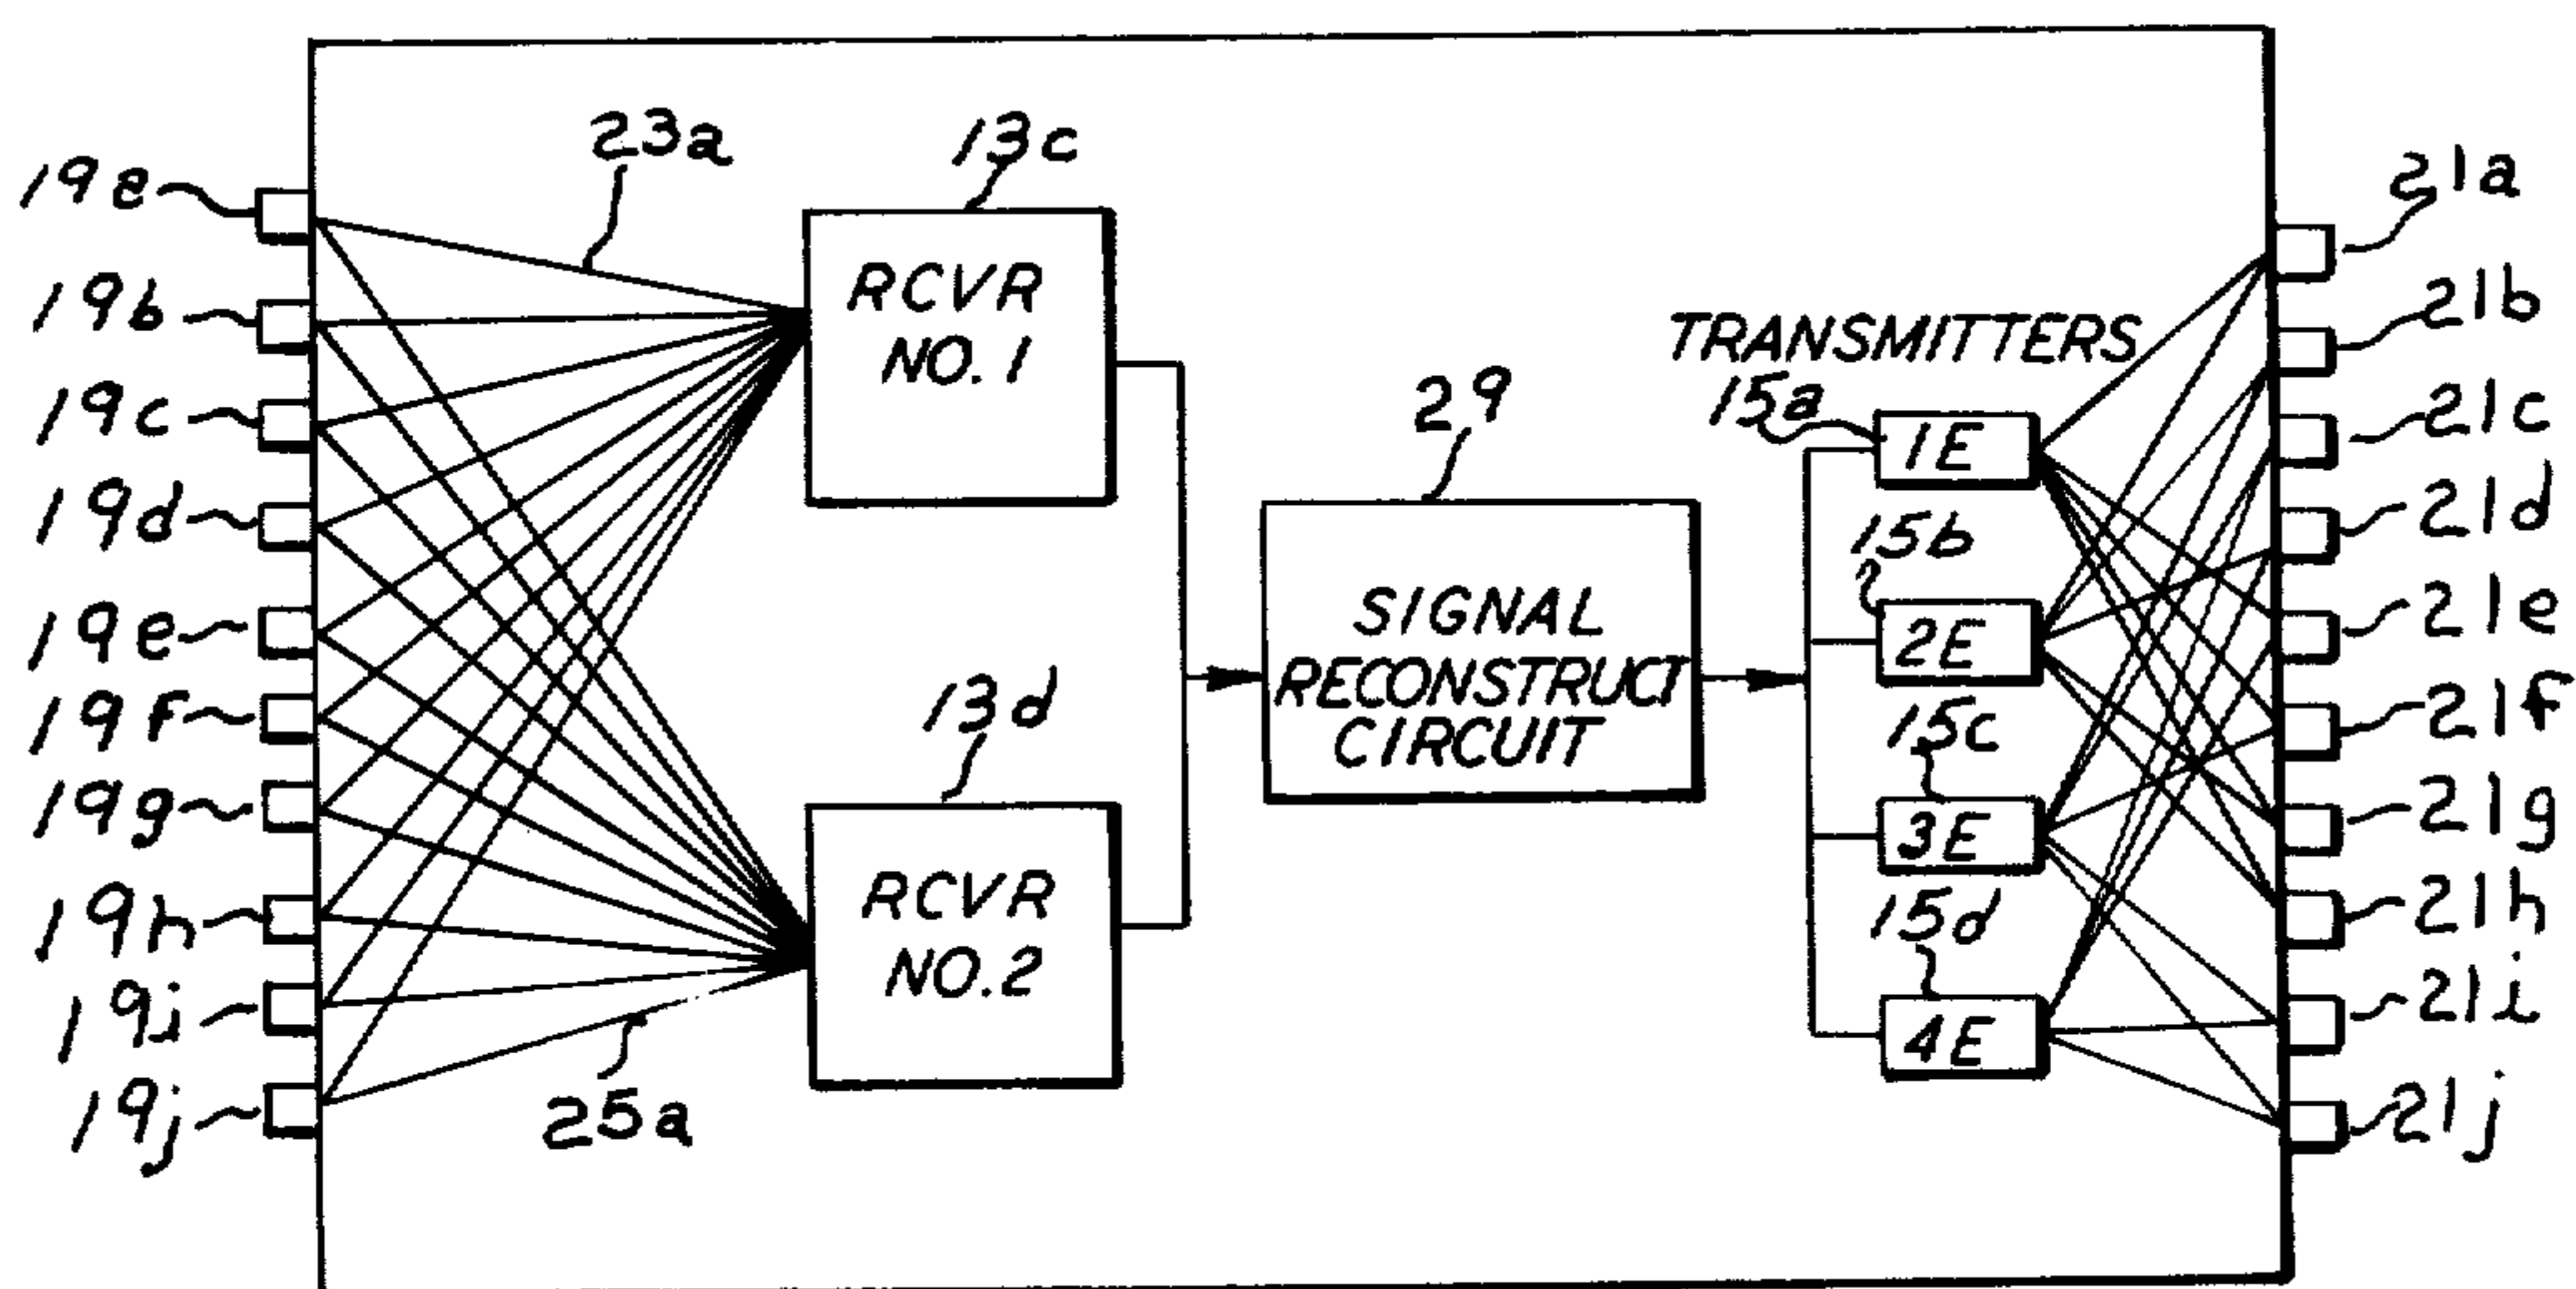 23a
13c
19a
19b
19c
19d
19e
19f
19g
19h
19i
19j
RCVR
NO. 1
13d
RCVR
NO. 2
25a
29
SIGNAL
RECONSTRUCT
CIRCUIT
TRANSMITTERS
15a
1E
15b
2E
15c
3E
15d
4E
21a
21b
21c
21d
21e
21f
21g
21h
21i
21j